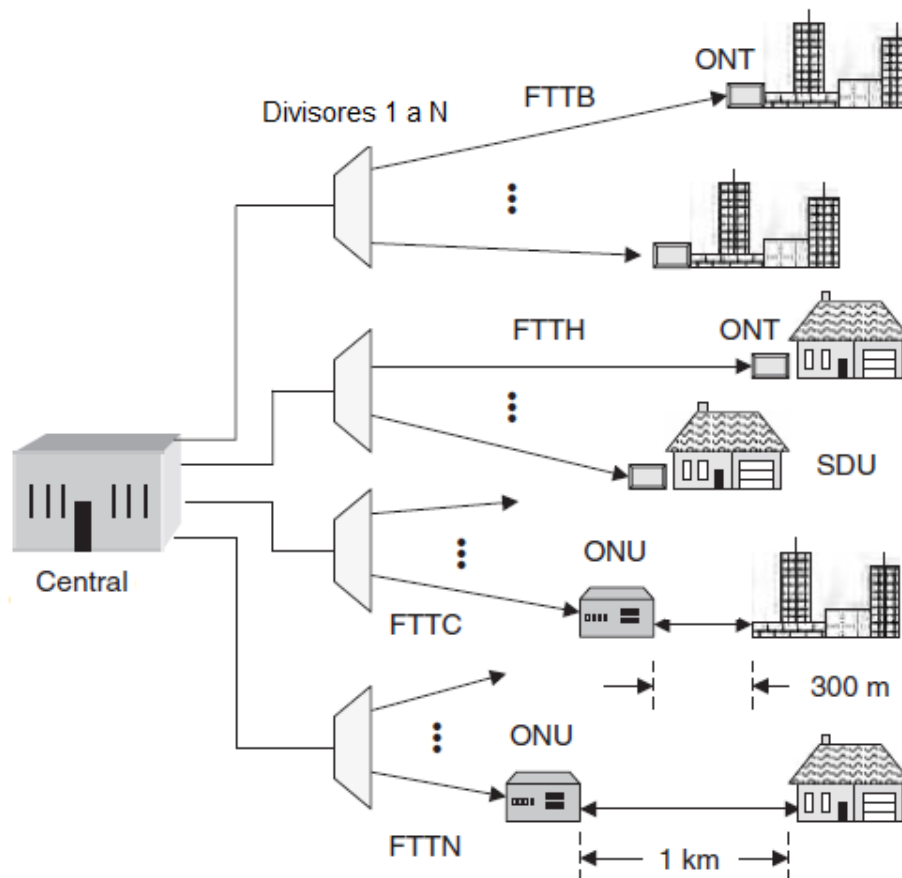 ONT
FTTB
Divisores 1 a N
FTTH
ONT
SDU
ONU
Central
FTTC
300 m
ONU
FTTN
1 km